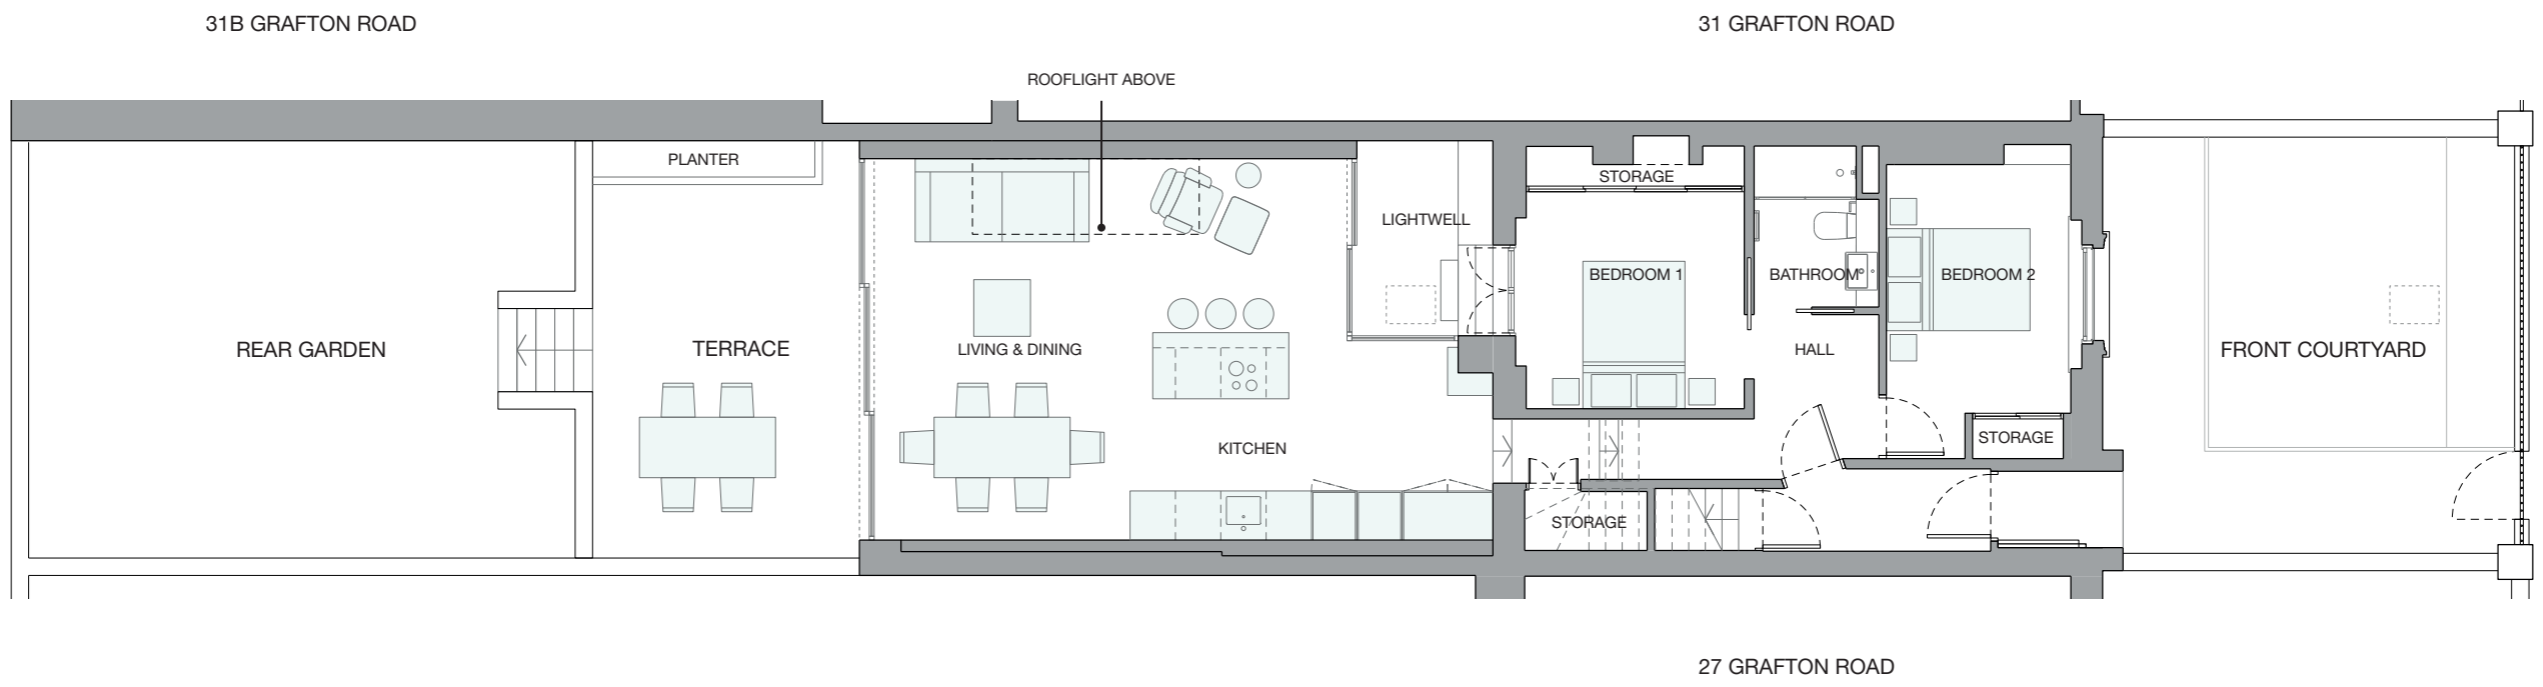 31B GRAFTON ROAD
31 GRAFTON ROAD
ROOFLIGHT ABOVE
PLANTER
STORAGE
LIGHTWELL
BEDROOM 1
BATHROOM
BEDROOM 2
REAR GARDEN
TERRACE
LIVING & DINING
HALL
FRONT COURTYARD
KITCHEN
STORAGE
STORAGE
27 GRAFTON ROAD